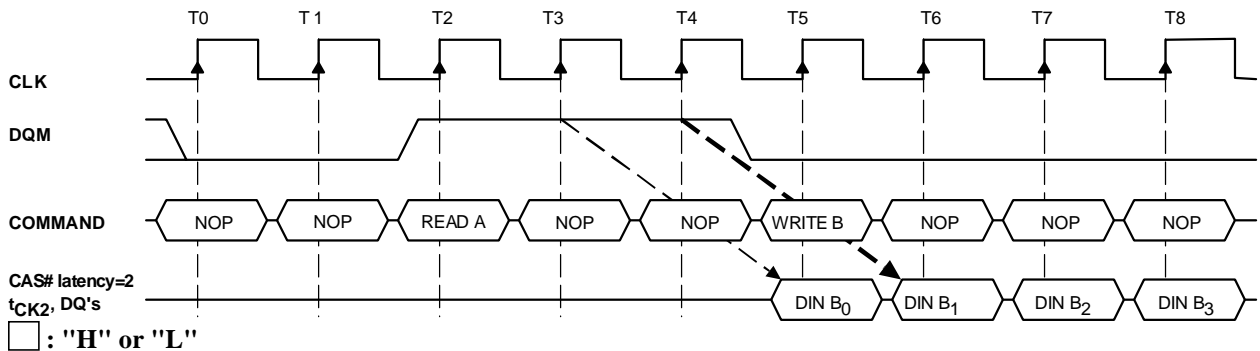 T0 T1 T2 T3 T4 T5 T6 T7 T8
CLK
DQM
COMMAND NOP NOP READ A NOP NOP WRITE B NOP NOP NOP
CAS# latency=2
tCK2, DQ's DIN B0 DIN B1 DIN B2 DIN B3
: "H" or "L"